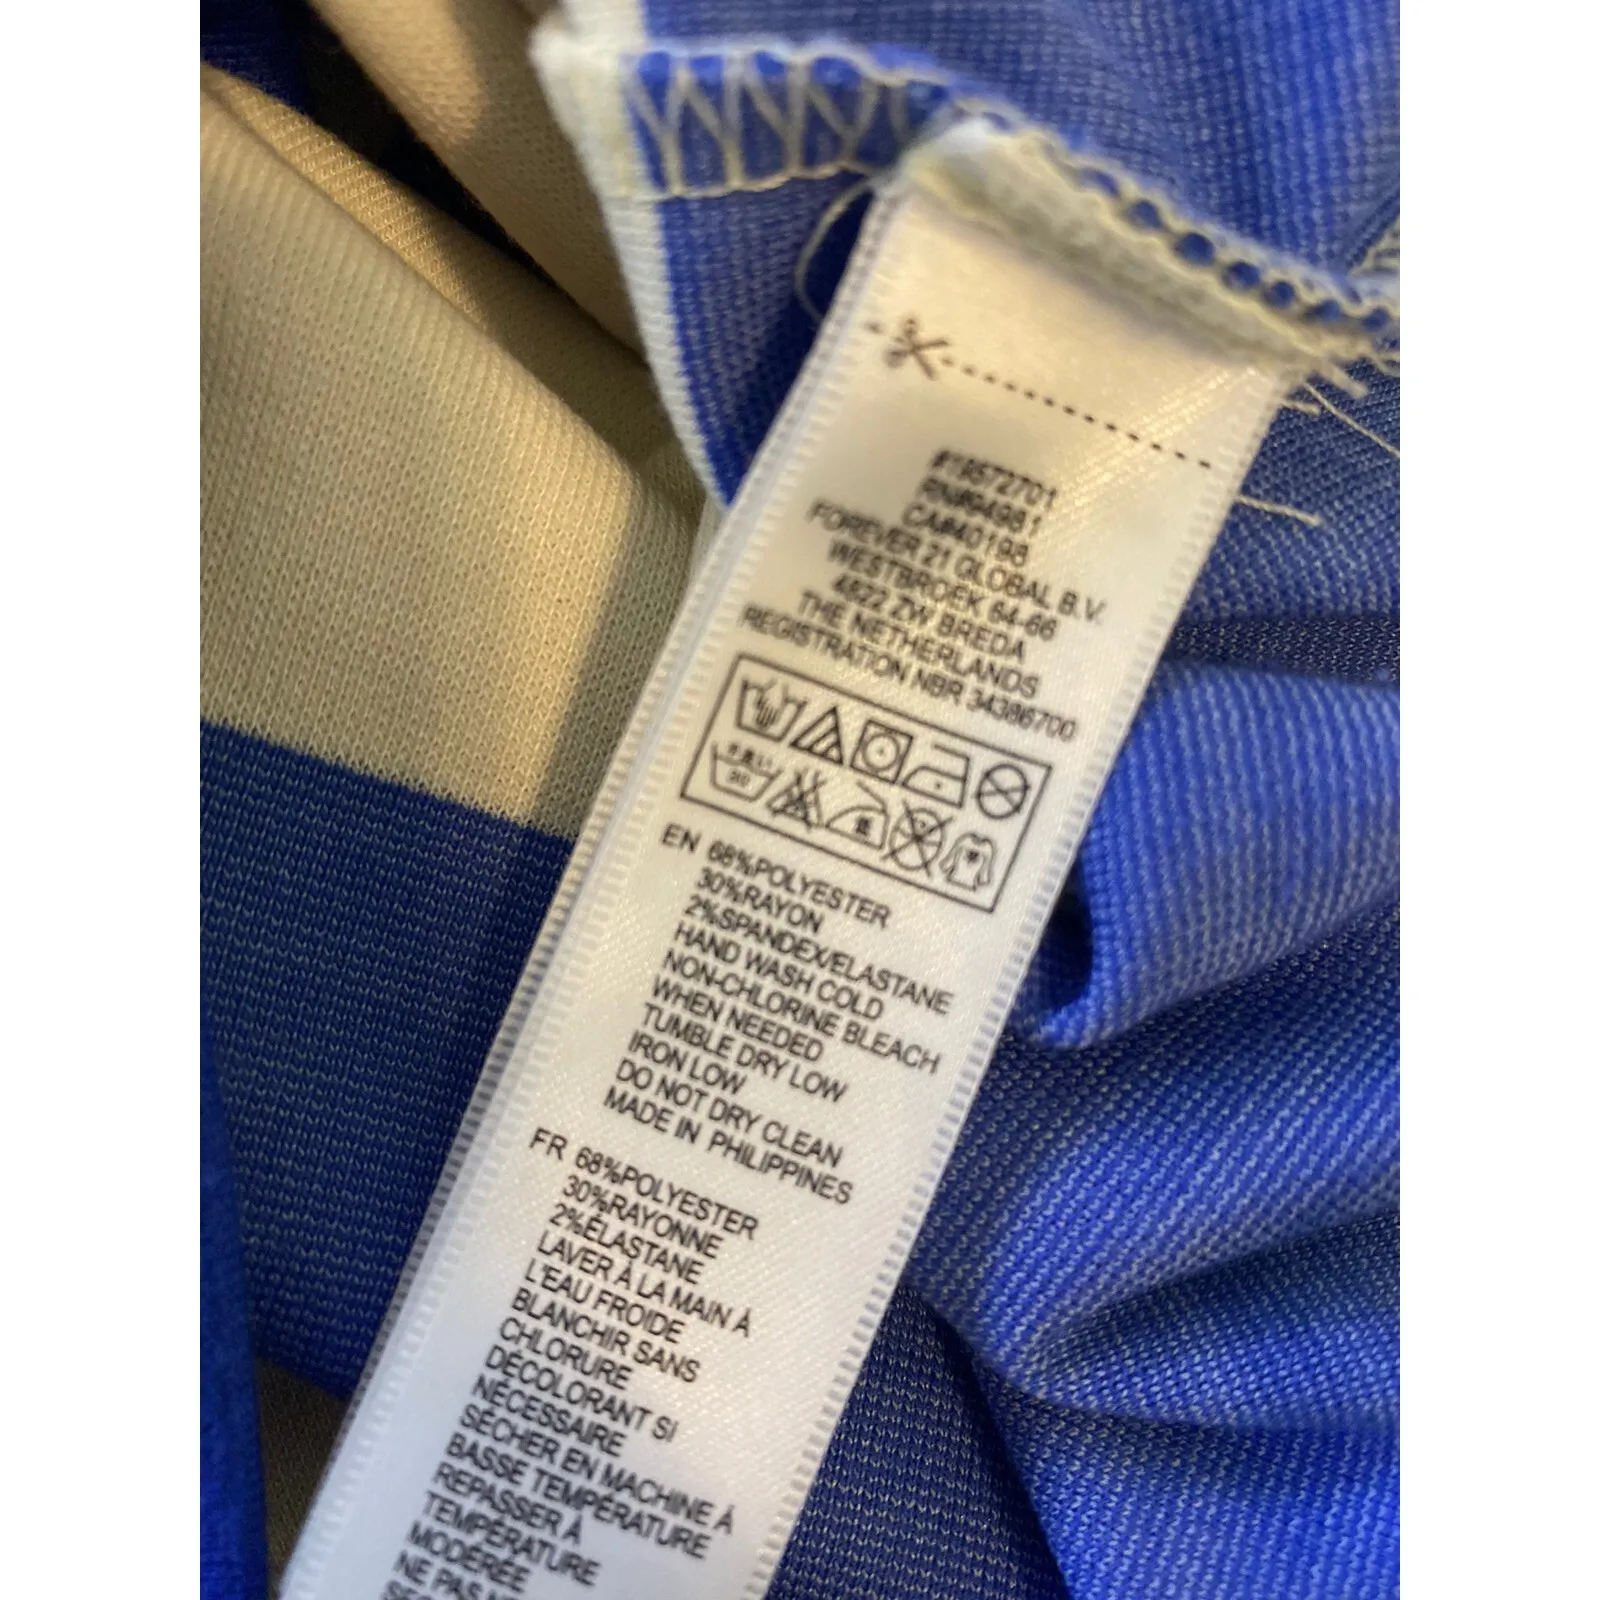 #19572701
RN#94981
CA#40198
FOREVER 21 GLOBAL B.V.
WESTBROEK 64-66
4822 ZW BREDA
THE NETHERLANDS
REGISTRATION NBR 34386700
EN 68%POLYESTER
30%RAYON
2%SPANDEX/ELASTANE
HAND WASH COLD
NON-CHLORINE BLEACH
WHEN NEEDED
TUMBLE DRY LOW
IRON LOW
DO NOT DRY CLEAN
MADE IN PHILIPPINES
FR 68%POLYESTER
30%RAYONNE
2%ÉLASTANE
LAVER À LA MAIN À
L'EAU FROIDE
BLANCHIR SANS
CHLORURE
DÉCOLORANT SI
NÉCESSAIRE
SÉCHER EN MACHINE À
BASSE TEMPÉRATURE
REPASSER À
TEMPÉRATURE
MODÉRÉE
NE PAS